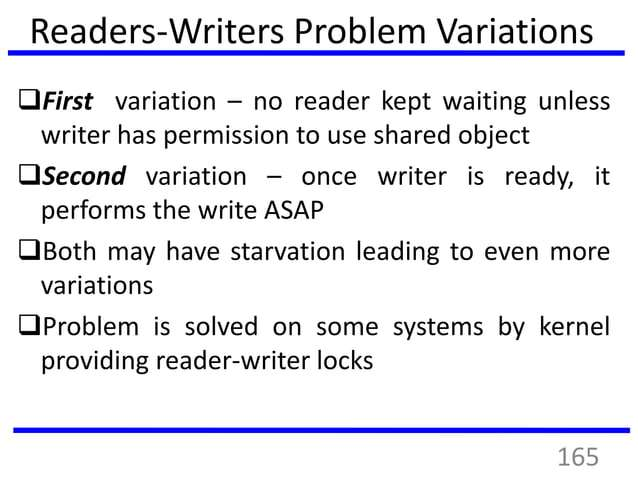 Readers-Writers Problem Variations
❑First variation – no reader kept waiting unless
writer has permission to use shared object
❑Second variation – once writer is ready, it
performs the write ASAP
❑Both may have starvation leading to even more
variations
❑Problem is solved on some systems by kernel
providing reader-writer locks
165